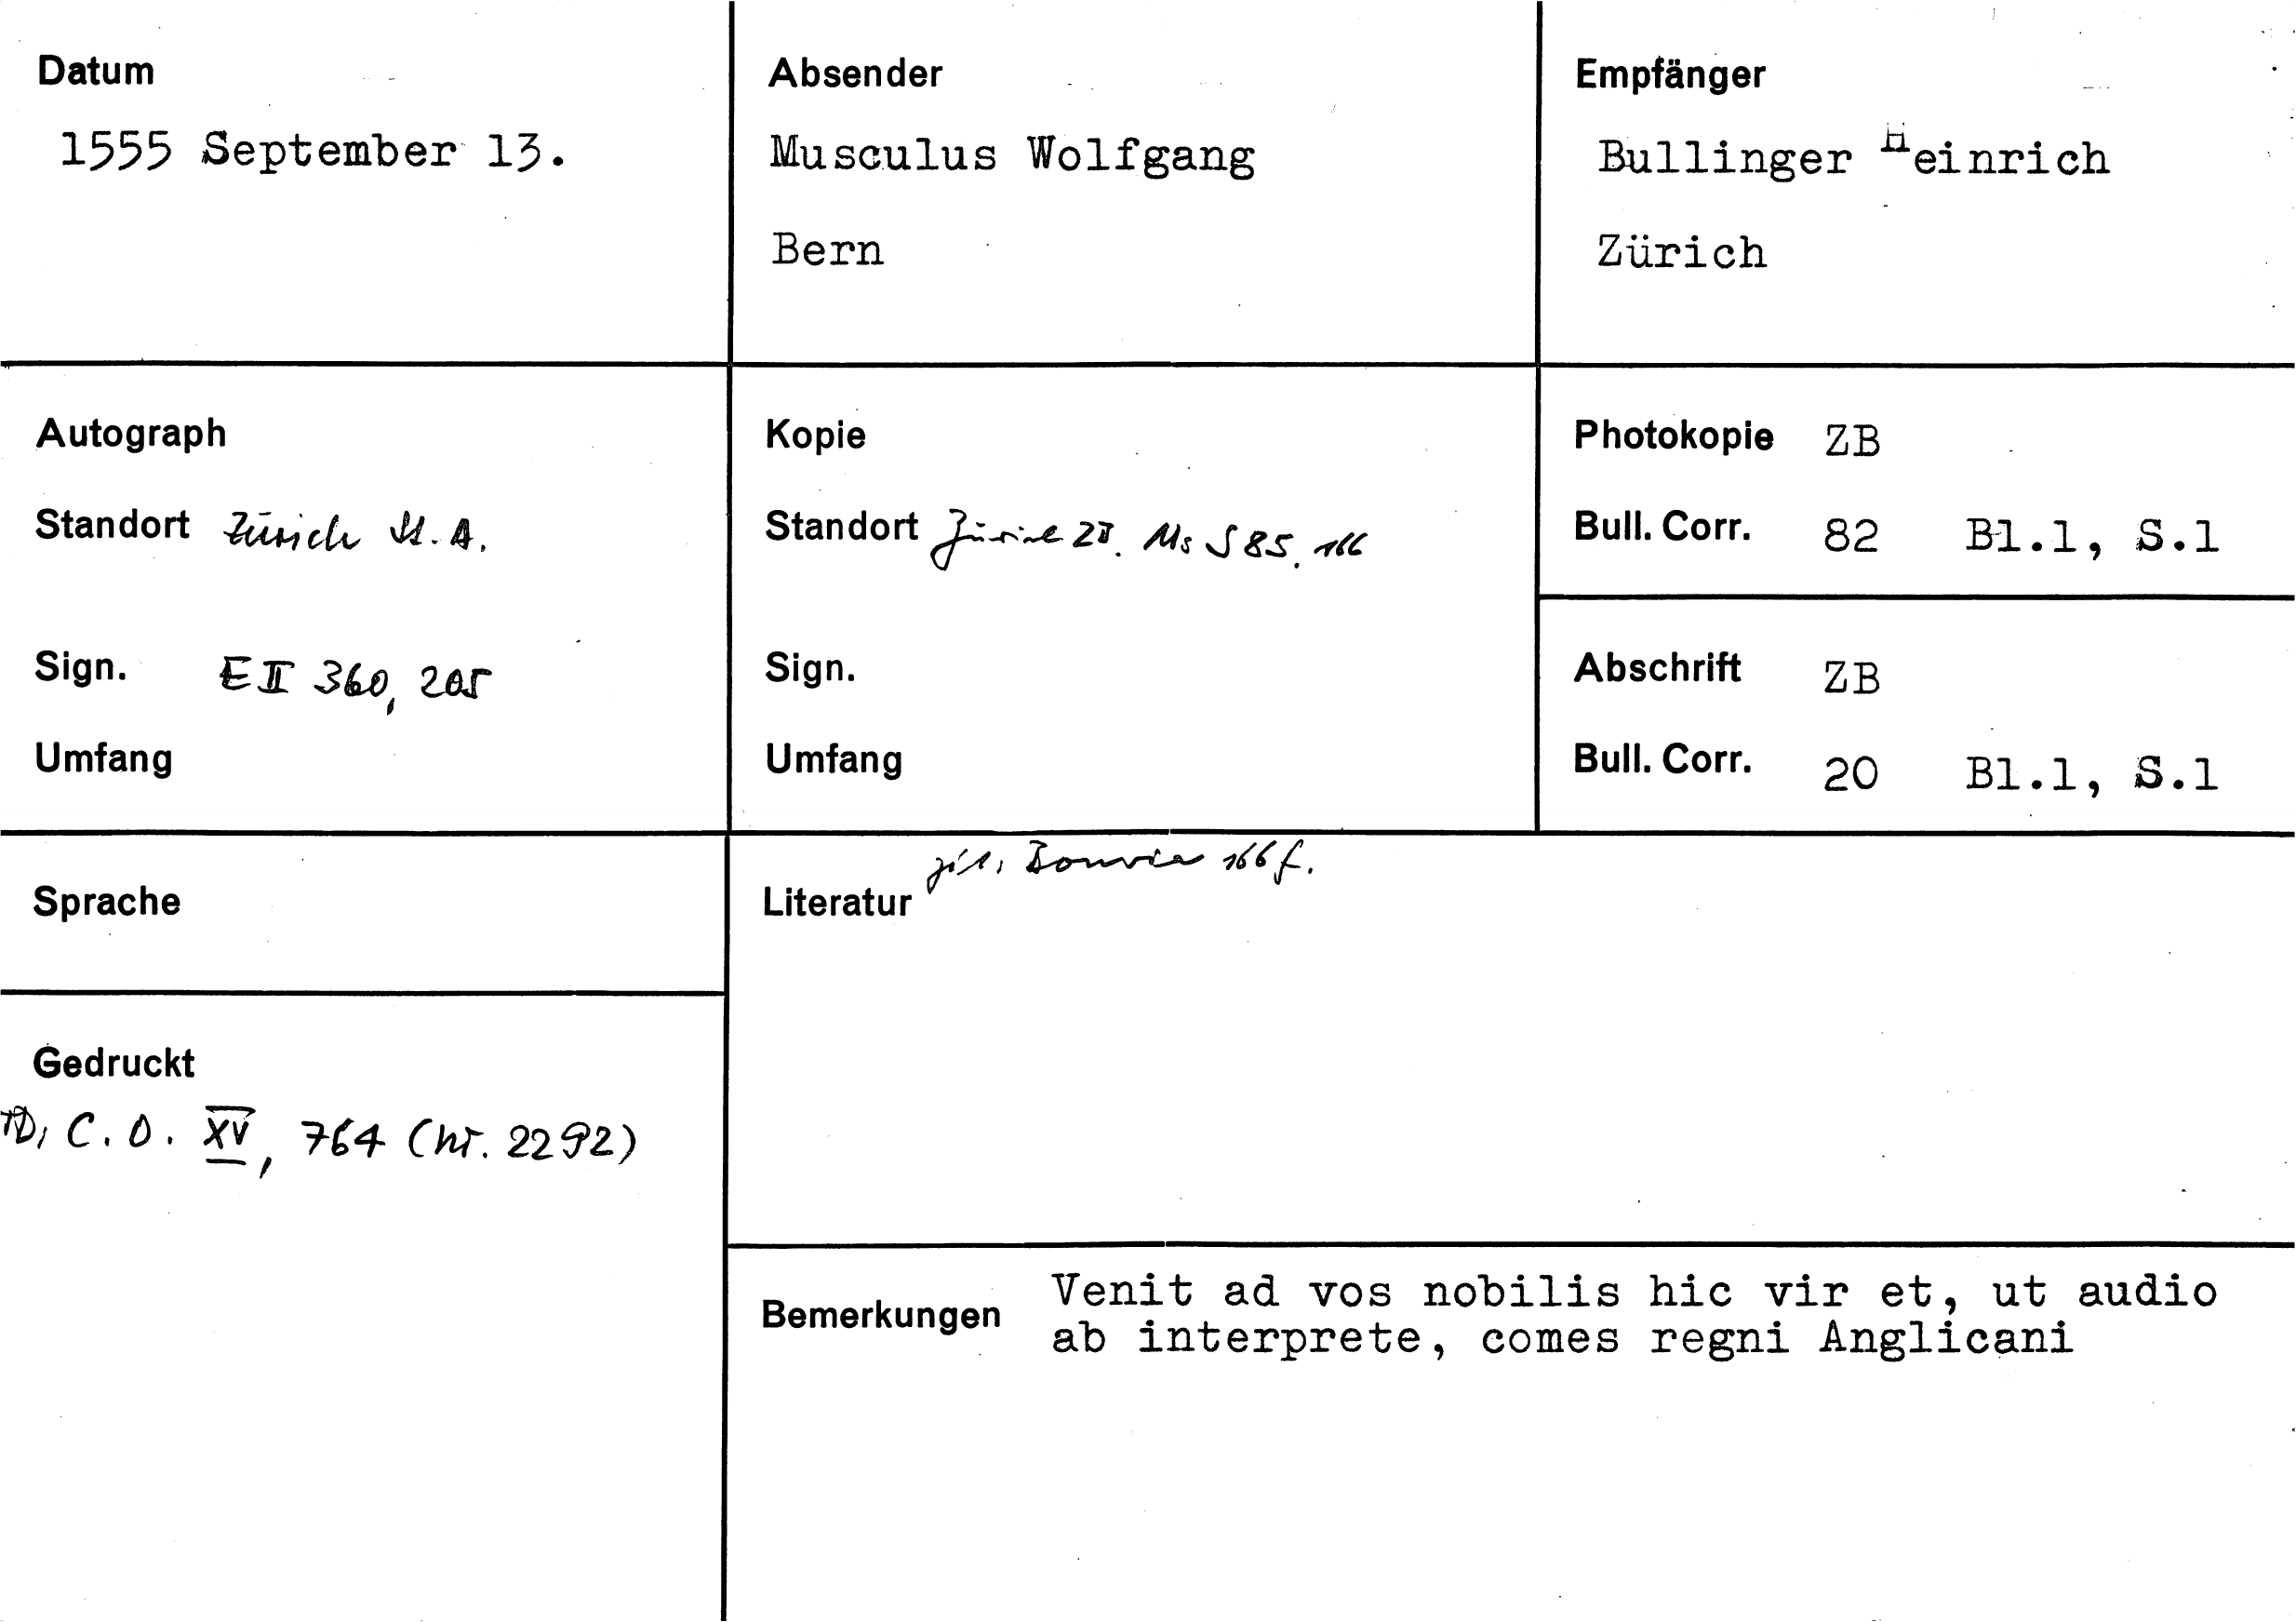 Datum
1555 September 13.
Absender
Musculus Wolfgang
Bern
Empfänger
Bullinger Heinrich
Zürich
Autograph
Standort Zürich St. A.
Sign. E II 360, 205
Umfang
Kopie
Standort Zürich ZB. Ms S 85, 166
Sign.
Umfang
Photokopie ZB
Bull. Corr. 82 Bl.1, S.1
Abschrift ZB
Bull. Corr. 20 Bl.1, S.1
Sprache
Gedruckt
C. O. XV, 764 (Nr. 2292)
166 f.
Literatur
Bemerkungen
Venit ad vos nobilis hic vir et, ut audio
ab interprete, comes regni Anglicani